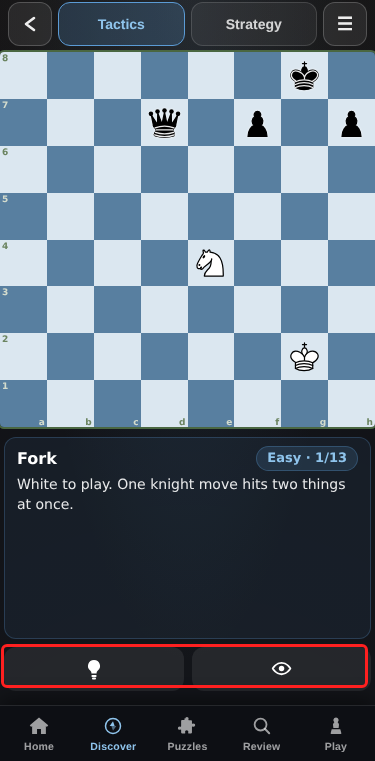 Tactics
Strategy
8
7
6
5
4
3
2
1
a b c d e f g h
Fork
Easy · 1/13
White to play. One knight move hits two things
at once.
Home
Discover
Puzzles
Review
Play